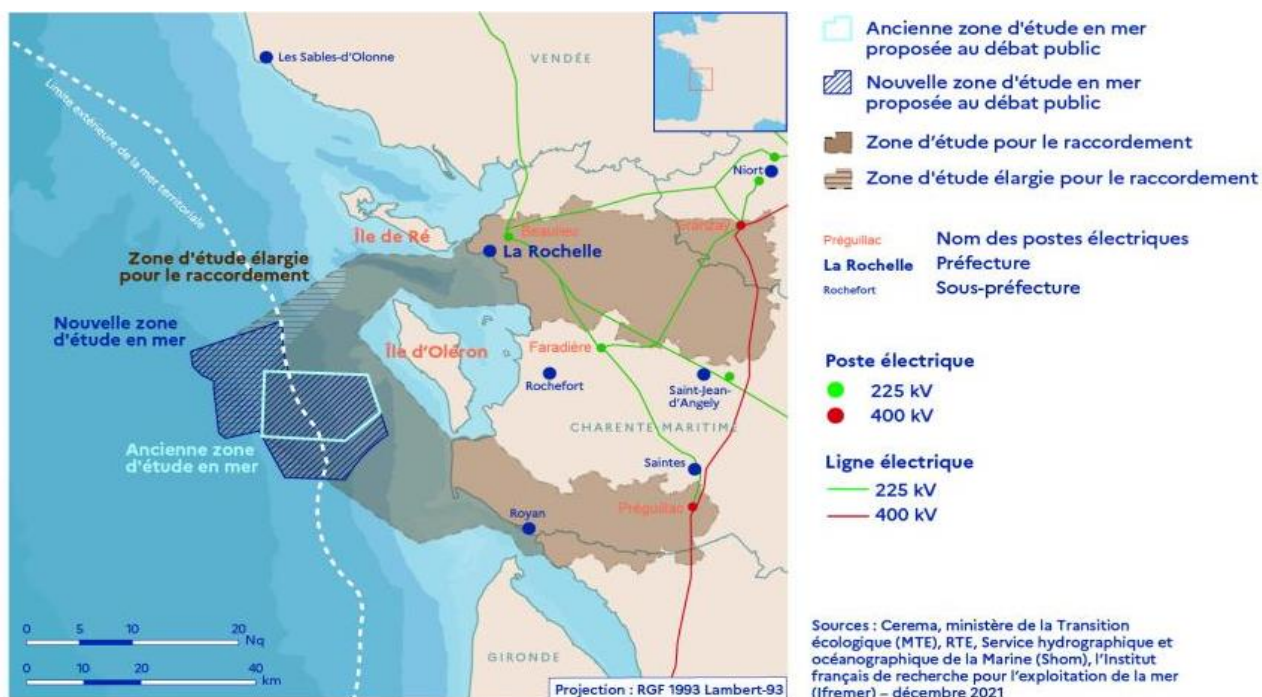 Les Sables-d'Olonne
VENDÉE
Limite extérieure de la mer territoriale
Niort
Île de Ré
Beaulieu
Granzay
La Rochelle
Zone d'étude élargie
pour le raccordement
Nouvelle zone
d'étude en mer
Île d'Oléron
Faradière
Rochefort
Saint-Jean-
d'Angely
CHARENTE-MARITIME
Ancienne zone
d'étude en mer
Saintes
Préguillac
Royan
0 5 10 20
Nq
0 10 20 40
km
GIRONDE
Projection : RGF 1993 Lambert-93
Ancienne zone d'étude en mer
proposée au débat public
Nouvelle zone d'étude en mer
proposée au débat public
Zone d'étude pour le raccordement
Zone d'étude élargie pour le raccordement
Préguillac Nom des postes électriques
La Rochelle Préfecture
Rochefort Sous-préfecture
Poste électrique
225 kV
400 kV
Ligne électrique
225 kV
400 kV
Sources : Cerema, ministère de la Transition
écologique (MTE), RTE, Service hydrographique et
océanographique de la Marine (Shom), l'Institut
français de recherche pour l'exploitation de la mer
(Ifremer) – décembre 2021